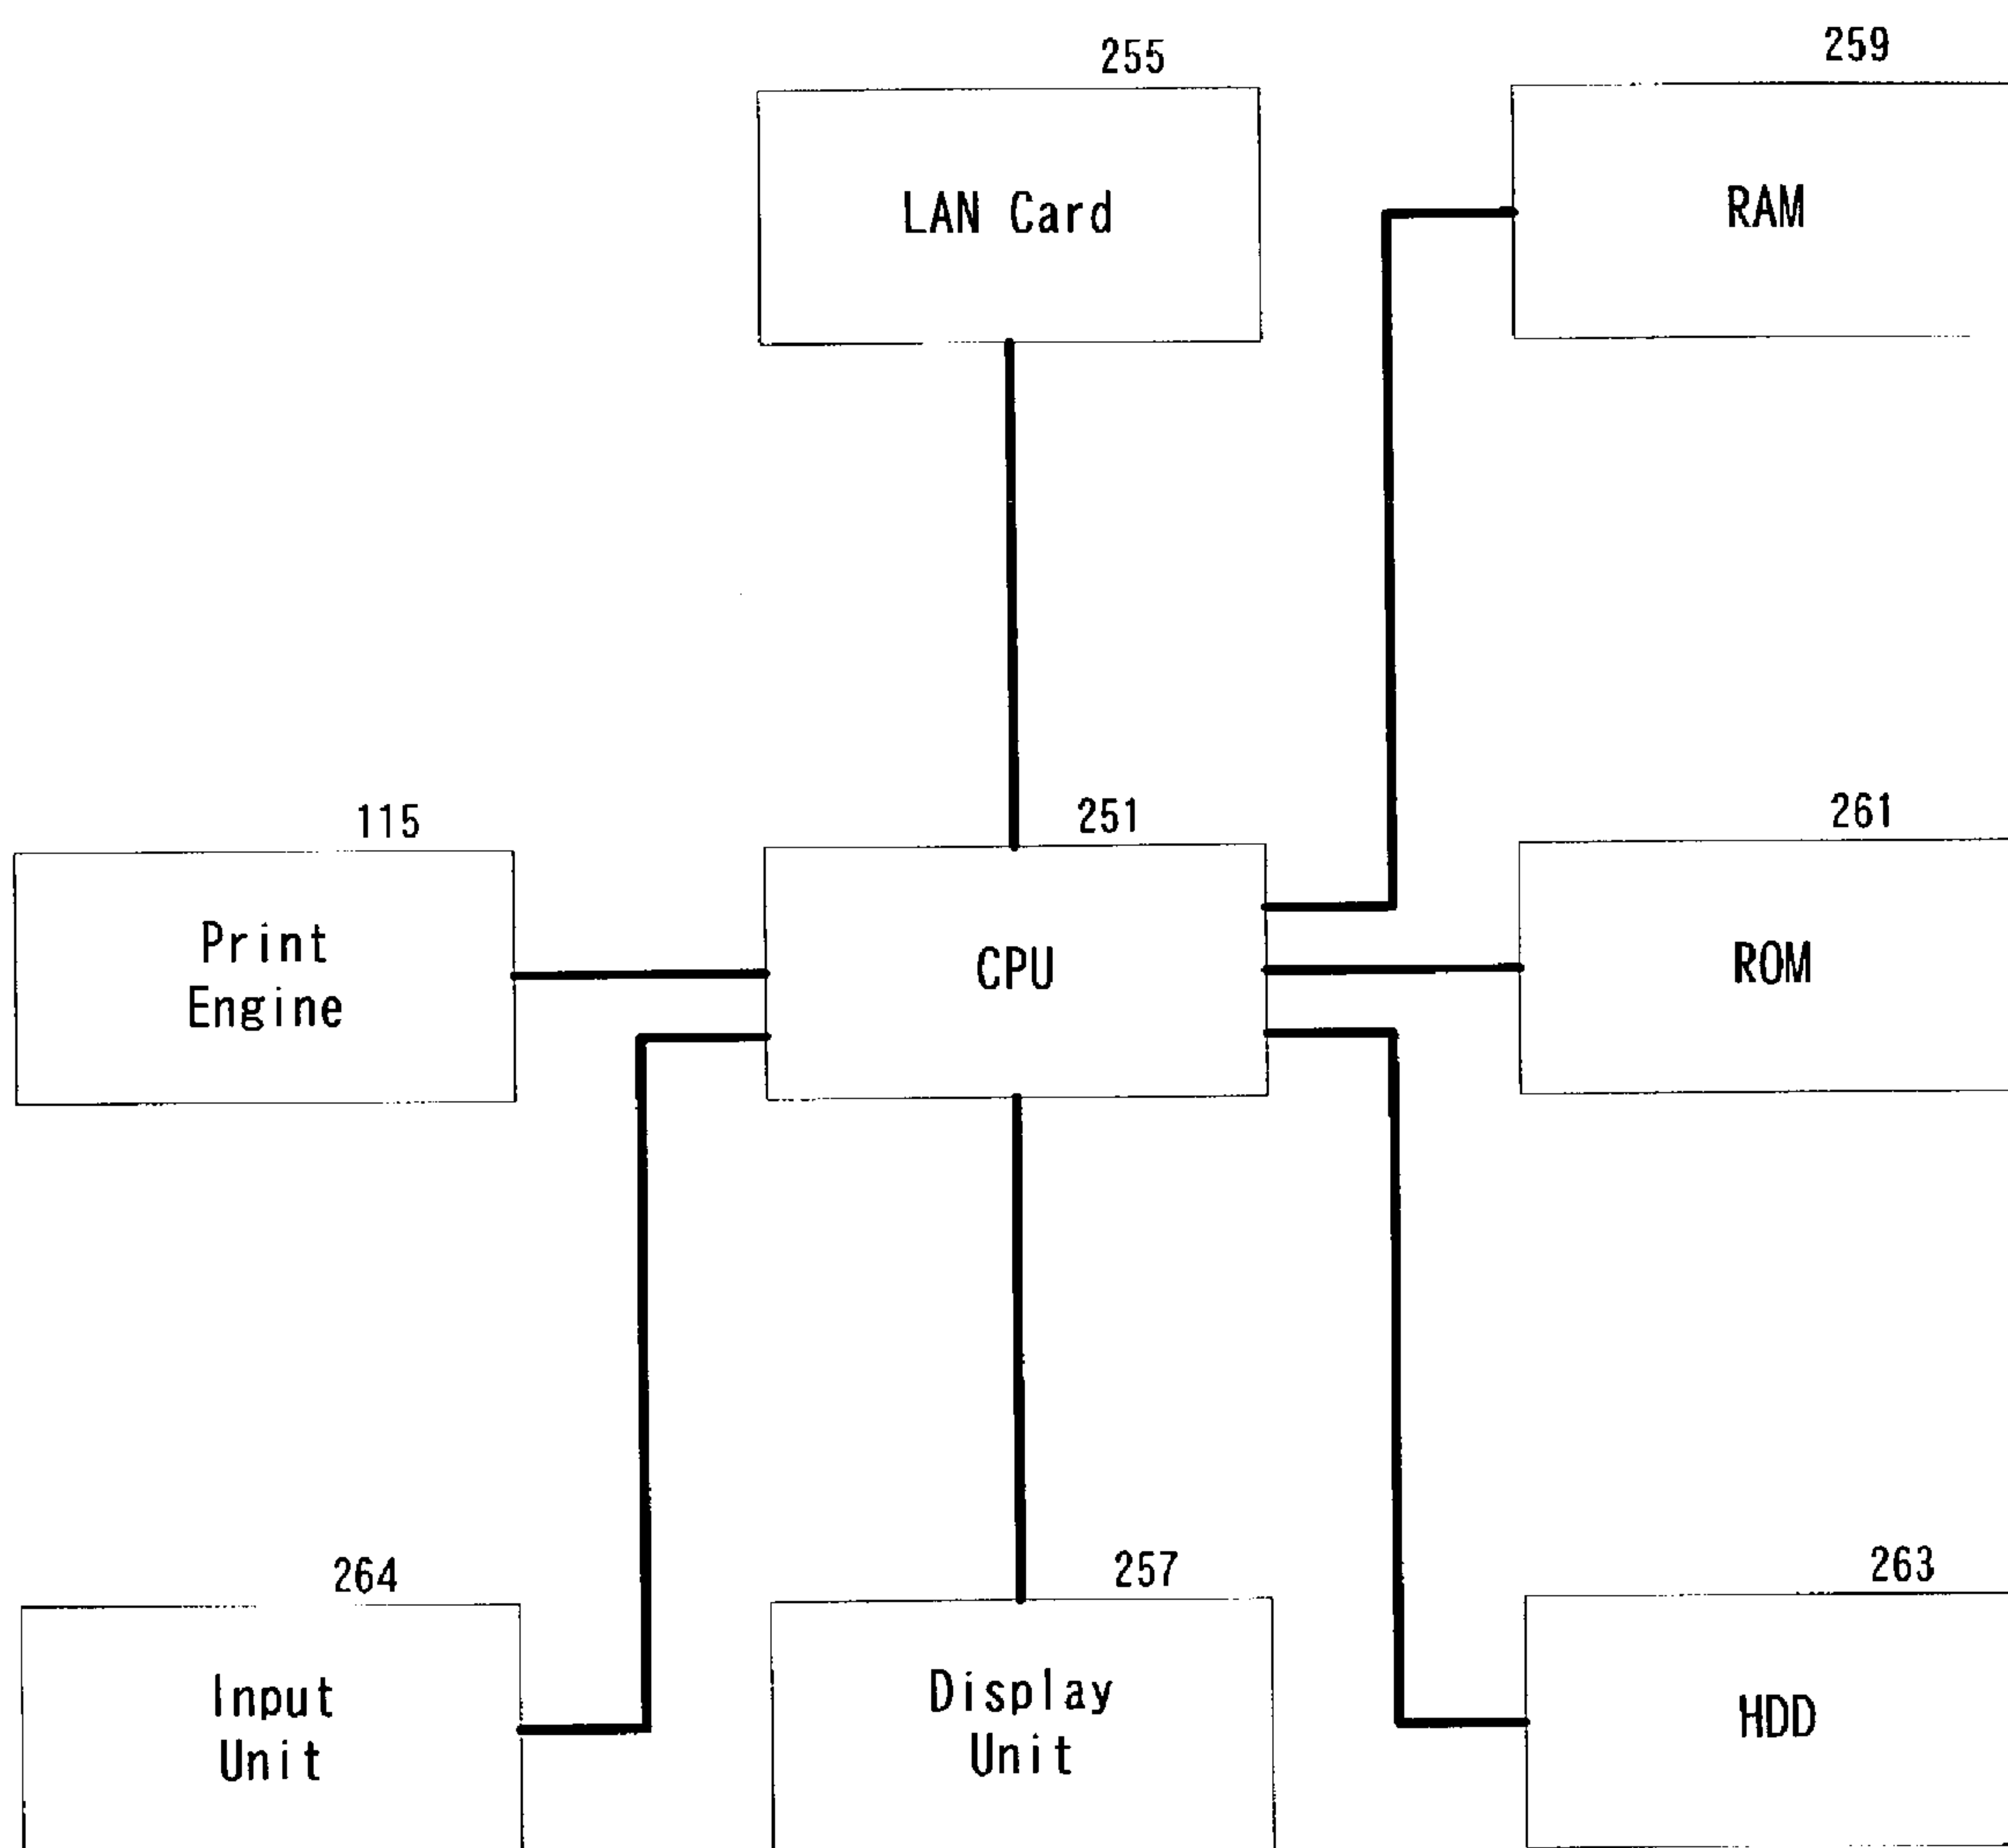 255
259
LAN Card
RAM
115
251
261
Print
Engine
CPU
ROM
264
257
263
Input
Unit
Display
Unit
HDD